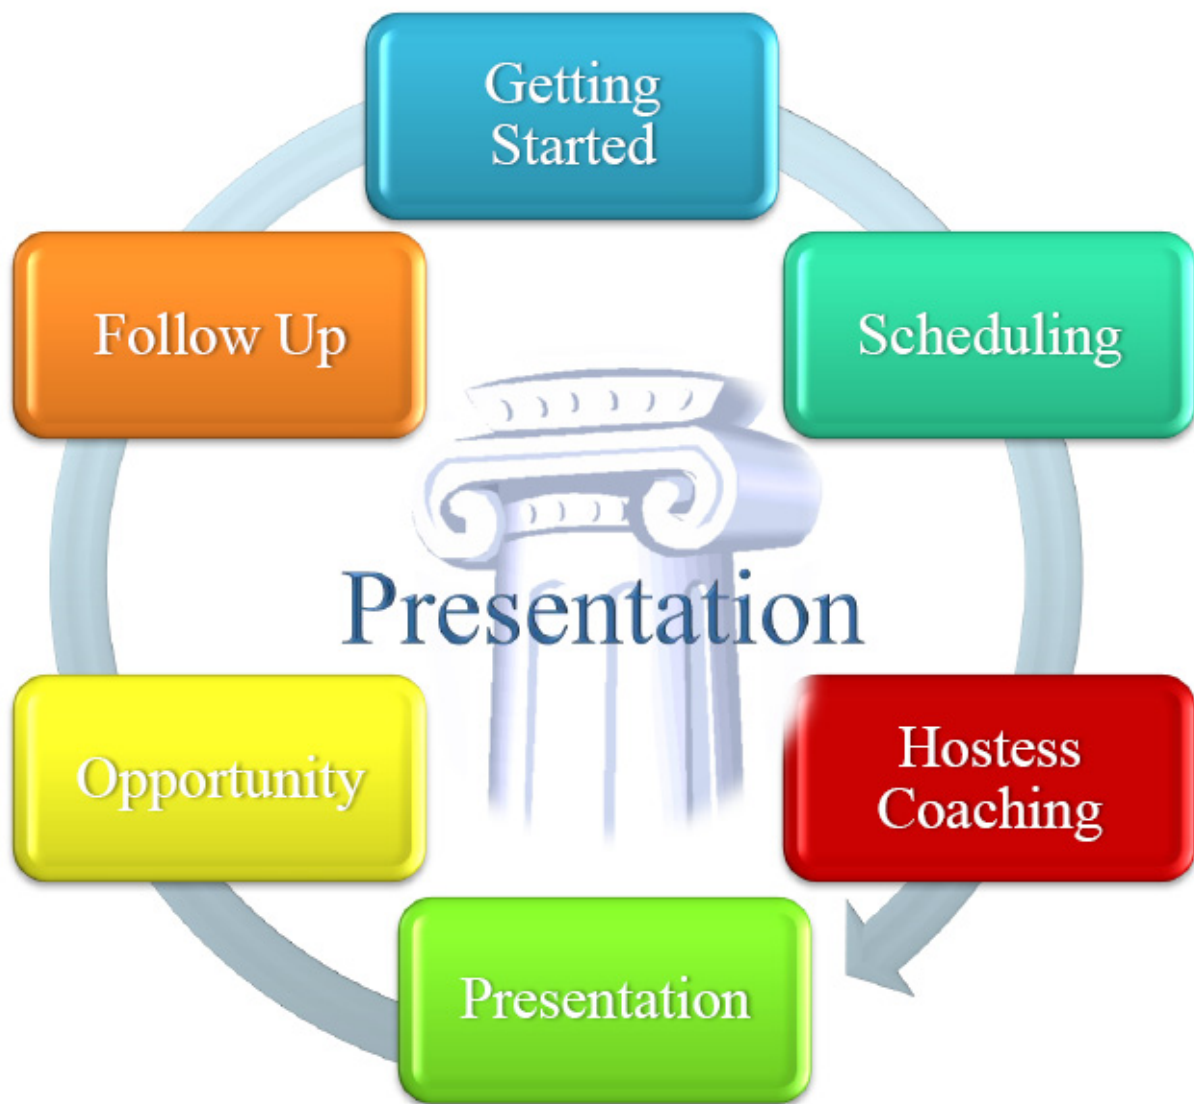 Getting
Started
Follow Up
Scheduling
Presentation
Opportunity
Hostess
Coaching
Presentation